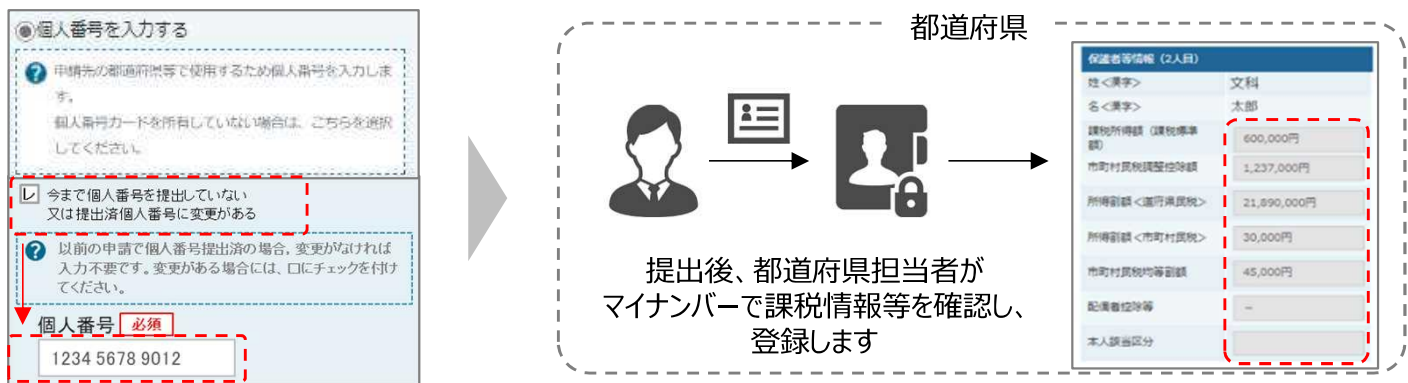 個人番号を入力する
申請先の都道府県等で使用するため個人番号を入力しま
す。
個人番号カードを所有していない場合は、こちらを選択
してください。
レ 今まで個人番号を提出していない
又は提出済個人番号に変更がある
以前の申請で個人番号提出済の場合，変更がなければ
入力不要です。変更がある場合には、口にチェックを付け
てください。
個人番号 必須
1234 5678 9012
都道府県
提出後、都道府県担当者が
マイナンバーで課税情報等を確認し、
登録します
保護者等情報（2人目）
姓<漢字> 文科
名<漢字> 太郎
課税所得額（課税標準
額） 600,000円
市町村民税調整控除額 1,237,000円
所得割額<道府県民税> 21,890,000円
所得割額<市町村民税> 30,000円
市町村民税均等割額 45,000円
配偶者控除等 －
本人該当区分